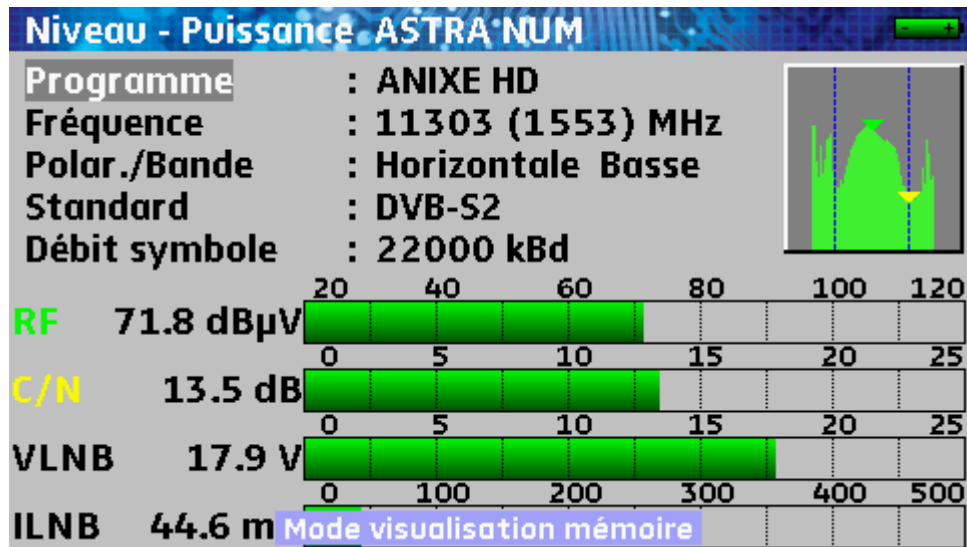 Niveau - Puissance ASTRA NUM
- +
Programme : ANIXE HD
Fréquence : 11303 (1553) MHz
Polar./Bande : Horizontale Basse
Standard : DVB-S2
Débit symbole : 22000 kBd
20 40 60 80 100 120
RF 71.8 dBµV
0 5 10 15 20 25
C/N 13.5 dB
0 5 10 15 20 25
VLNB 17.9 V
0 100 200 300 400 500
ILNB 44.6 m
Mode visualisation mémoire